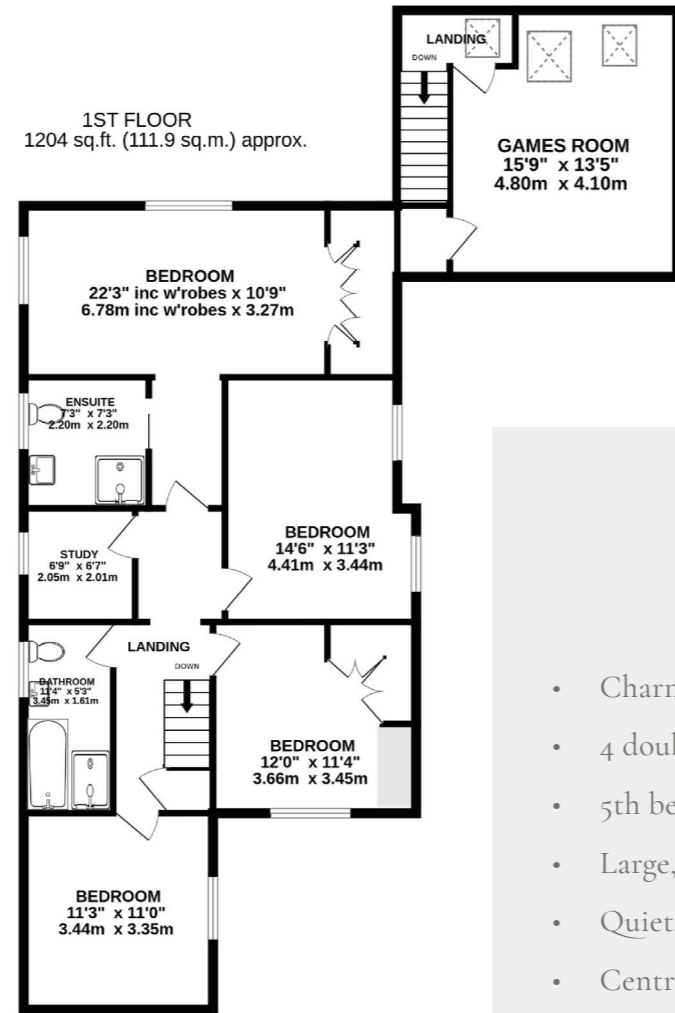 LANDING
DOWN
1ST FLOOR
1204 sq.ft. (111.9 sq.m.) approx.
GAMES ROOM
15'9" x 13'5"
4.80m x 4.10m
BEDROOM
22'3" inc w'robes x 10'9"
6.78m inc w'robes x 3.27m
ENSUITE
7'3" x 7'3"
2.20m x 2.20m
BEDROOM
14'6" x 11'3"
4.41m x 3.44m
STUDY
6'9" x 6'7"
2.05m x 2.01m
LANDING
DOWN
BATHROOM
11'4" x 5'3"
3.45m x 1.61m
BEDROOM
12'0" x 11'4"
3.66m x 3.45m
BEDROOM
11'3" x 11'0"
3.44m x 3.35m
• 4
• 5th
• Large,
• Quiet